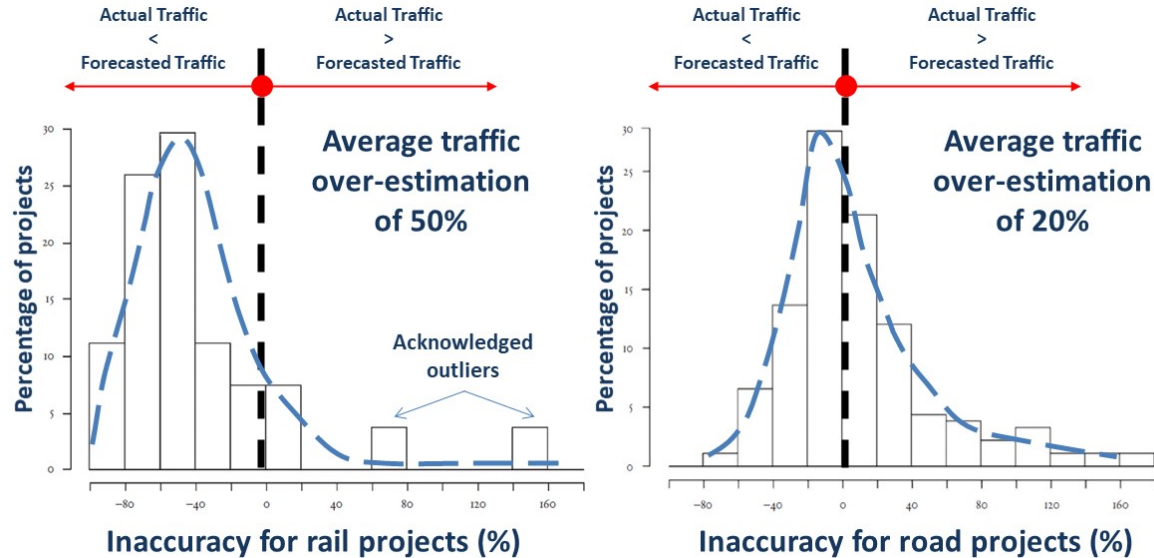 Actual Traffic
<
Forecasted Traffic
Actual Traffic
>
Forecasted Traffic
30
25
20
15
10
5
0
Percentage of projects
Average traffic
over-estimation
of 50%
Acknowledged
outliers
−80
−40
0
40
80
120
160
Inaccuracy for rail projects (%)
Actual Traffic
<
Forecasted Traffic
Actual Traffic
>
Forecasted Traffic
30
25
20
15
10
5
0
Percentage of projects
Average traffic
over-estimation
of 20%
−80
−40
0
40
80
120
160
Inaccuracy for road projects (%)